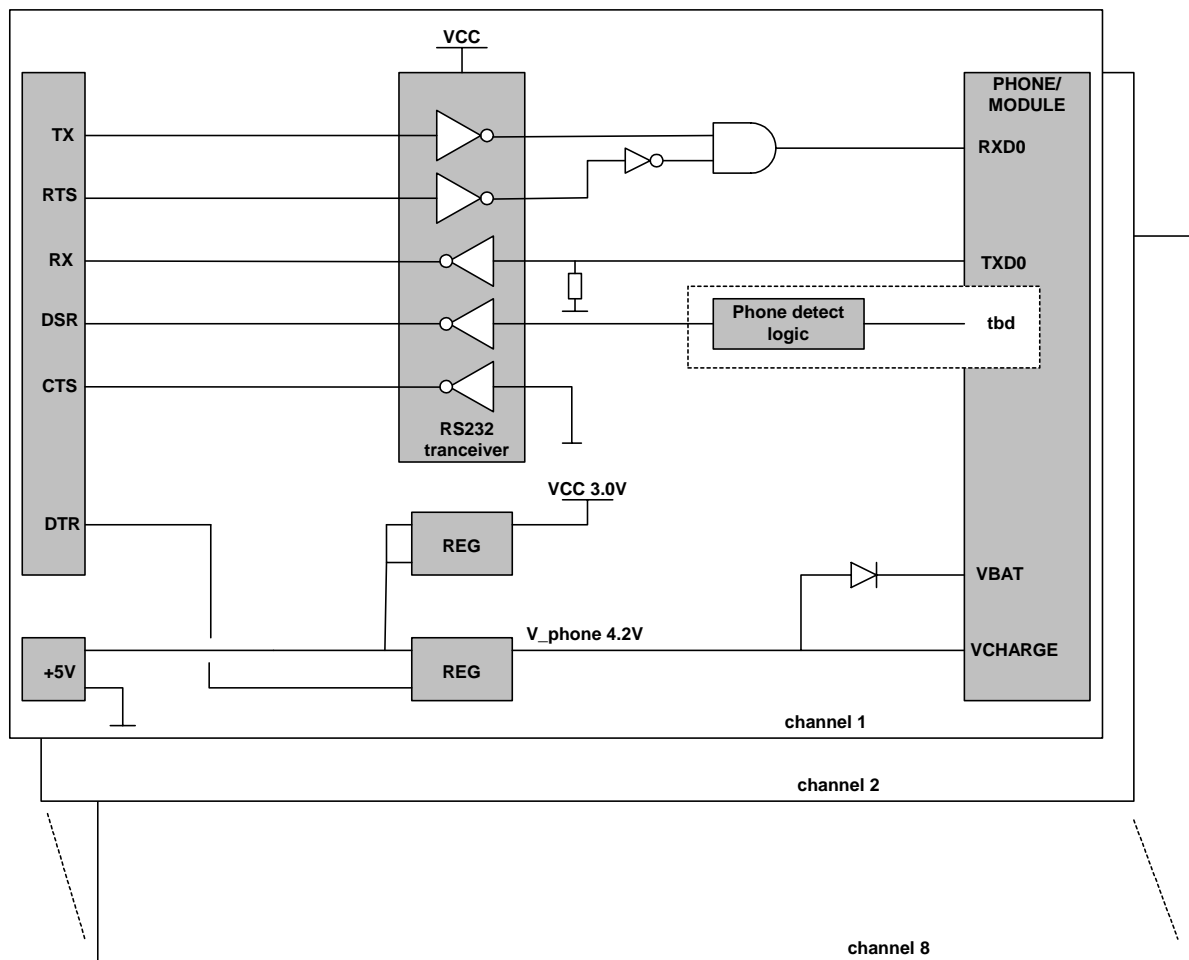 VCC
PHONE/
MODULE
TX
RXD0
RTS
RX
TXD0
DSR
Phone detect
logic
tbd
CTS
RS232
tranceiver
VCC 3.0V
DTR
REG
VBAT
V_phone 4.2V
+5V
REG
VCHARGE
channel 1
channel 2
channel 8